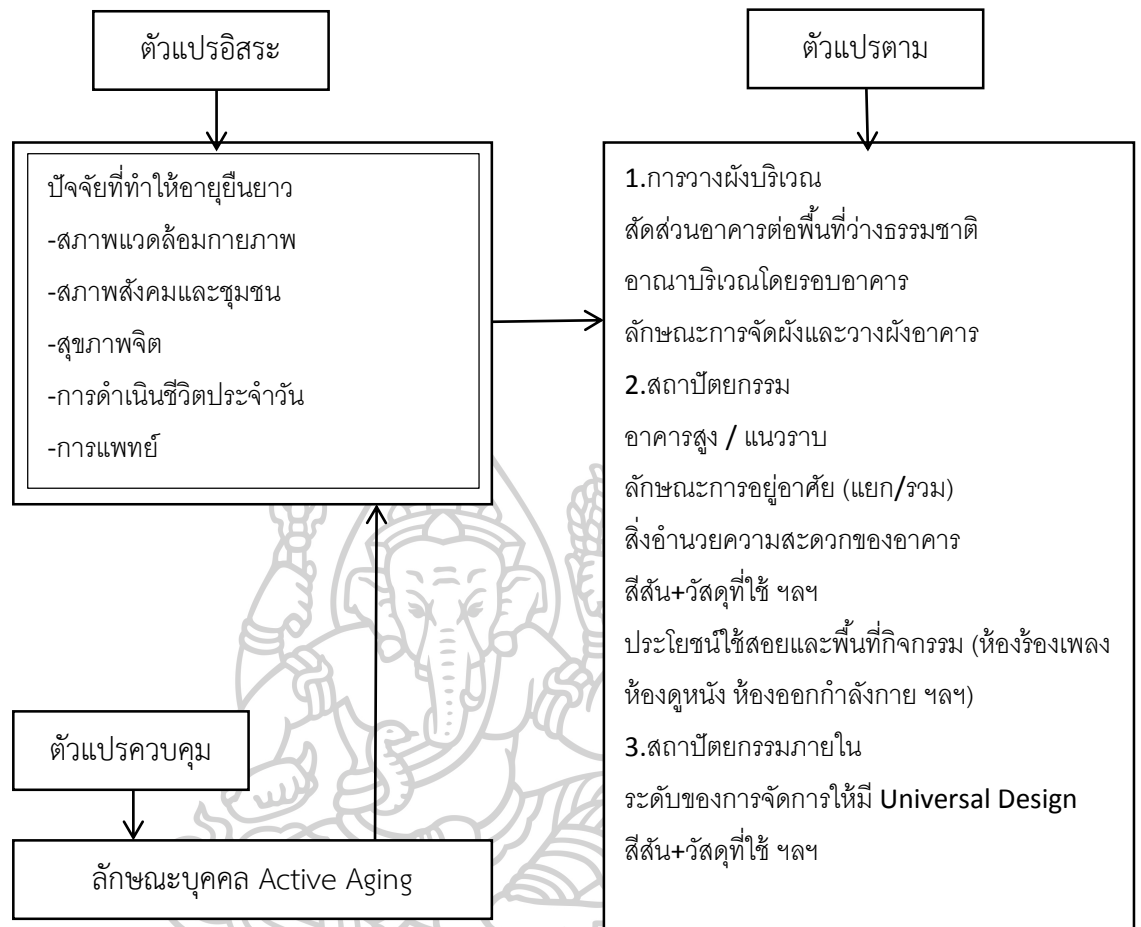 ตัวแปรอิสระ
ปัจจัยที่ทำให้อายุยืนยาว
-สภาพแวดล้อมกายภาพ
-สภาพสังคมและชุมชน
-สุขภาพจิต
-การดำเนินชีวิตประจำวัน
-การแพทย์
ตัวแปรควบคุม
ลักษณะบุคคล Active Aging
ตัวแปรตาม
1.การวางผังบริเวณ
สัดส่วนอาคารต่อพื้นที่ว่างธรรมชาติ
อาณาบริเวณโดยรอบอาคาร
ลักษณะการจัดผังและวางผังอาคาร
2.สถาปัตยกรรม
อาคารสูง / แนวราบ
ลักษณะการอยู่อาศัย (แยก/รวม)
สิ่งอำนวยความสะดวกของอาคาร
สีสัน+วัสดุที่ใช้ ฯลฯ
ประโยชน์ใช้สอยและพื้นที่กิจกรรม (ห้องร้องเพลง
ห้องดูหนัง ห้องออกกำลังกาย ฯลฯ)
3.สถาปัตยกรรมภายใน
ระดับของการจัดการให้มี Universal Design
สีสัน+วัสดุที่ใช้ ฯลฯ